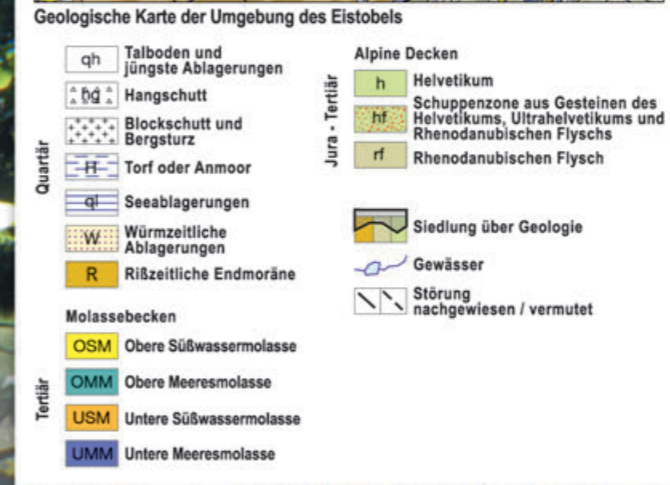 Geologische Karte der Umgebung des Eistobels
Quartär
qh Talboden und
jüngste Ablagerungen
hg Hangschutt
Blockschutt und
Bergsturz
H Torf oder Anmoor
ql Seeablagerungen
W Würmzeitliche
Ablagerungen
R Rißzeitliche Endmoräne
Molassebecken
Tertiär
OSM Obere Süßwassermolasse
OMM Obere Meeresmolasse
USM Untere Süßwassermolasse
UMM Untere Meeresmolasse
Alpine Decken
Jura - Tertiär
h Helvetikum
hf Schuppenzone aus Gesteinen des
Helvetikums, Ultrahelvetikums und
Rhenodanubischen Flyschs
rf Rhenodanubischen Flysch
Siedlung über Geologie
Gewässer
Störung
nachgewiesen / vermutet